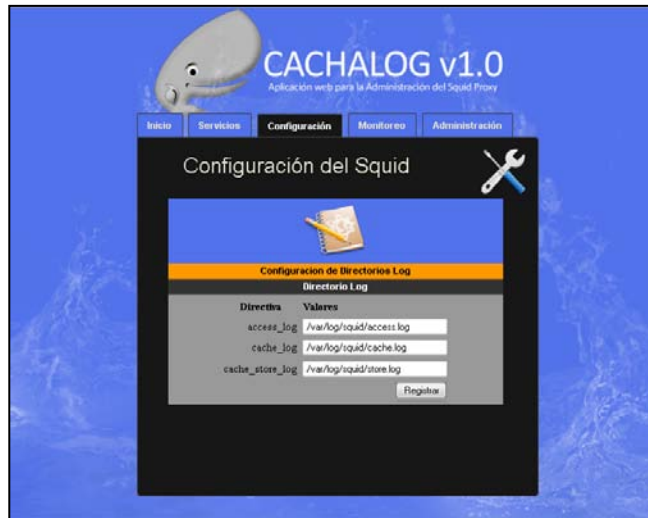 CACHALOG v1.0
Aplicación web para la Administración del Squid Proxy
Inicio Servicios Configuración Monitoreo Administración
Configuración del Squid
Configuracion de Directorios Log
Directorio Log
Directiva Valores
access_log /var/log/squid/access.log
cache_log /var/log/squid/cache.log
cache_store_log /var/log/squid/store.log
Registrar